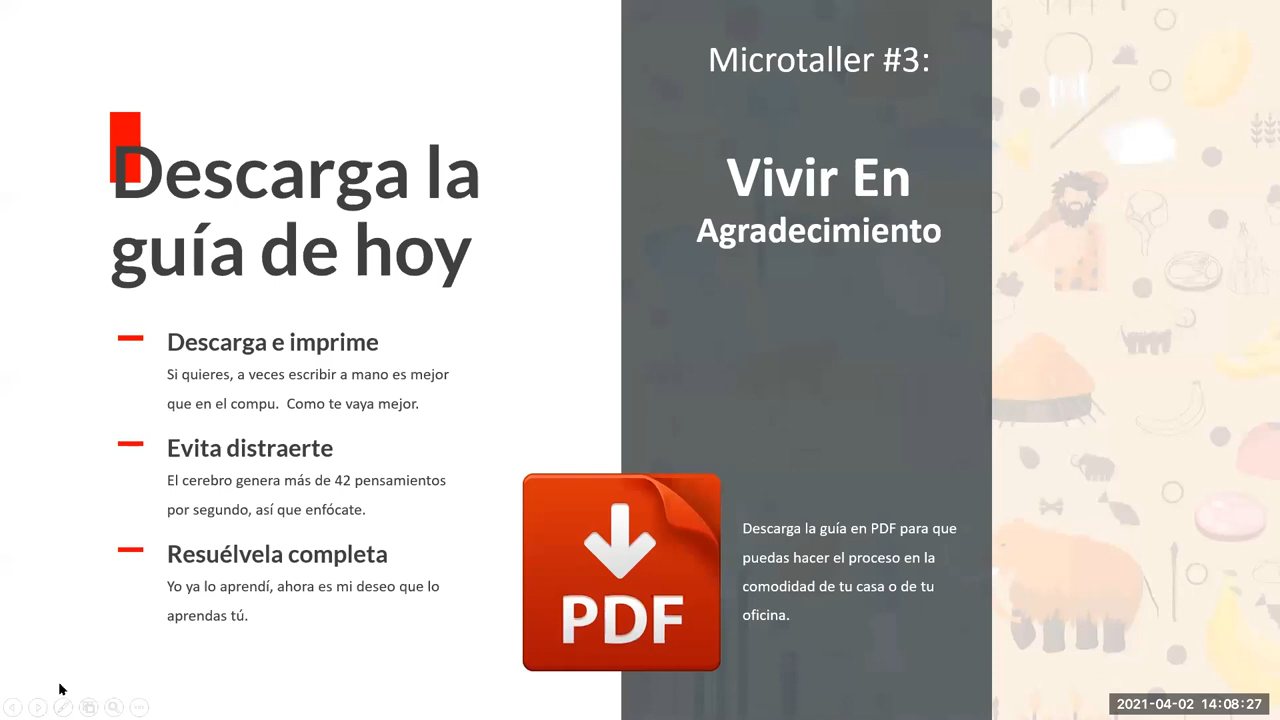 Descarga la
guía de hoy
Descarga e imprime
Si quieres, a veces escribir a mano es mejor
que en el compu.  Como te vaya mejor.
Evita distraerte
El cerebro genera más de 42 pensamientos
por segundo, así que enfócate.
Resuélvela completa
Yo ya lo aprendí, ahora es mi deseo que lo
aprendas tú.
Microtaller #3:
Vivir En
Agradecimiento
PDF
Descarga la guía en PDF para que
puedas hacer el proceso en la
comodidad de tu casa o de tu
oficina.
2021-04-02 14:08:27